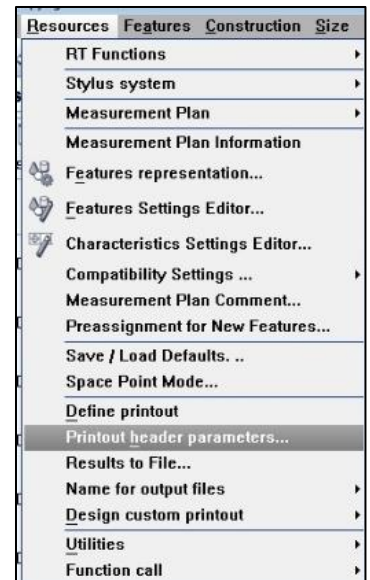 Resources Features Construction Size
RT Functions
Stylus system
Measurement Plan
Measurement Plan Information
Features representation...
Features Settings Editor...
Characteristics Settings Editor...
Compatibility Settings ...
Measurement Plan Comment...
Preassignment for New Features...
Save / Load Defaults. ..
Space Point Mode...
Define printout
Printout header parameters...
Results to File...
Name for output files
Design custom printout
Utilities
Function call